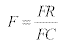 F = FR / FC